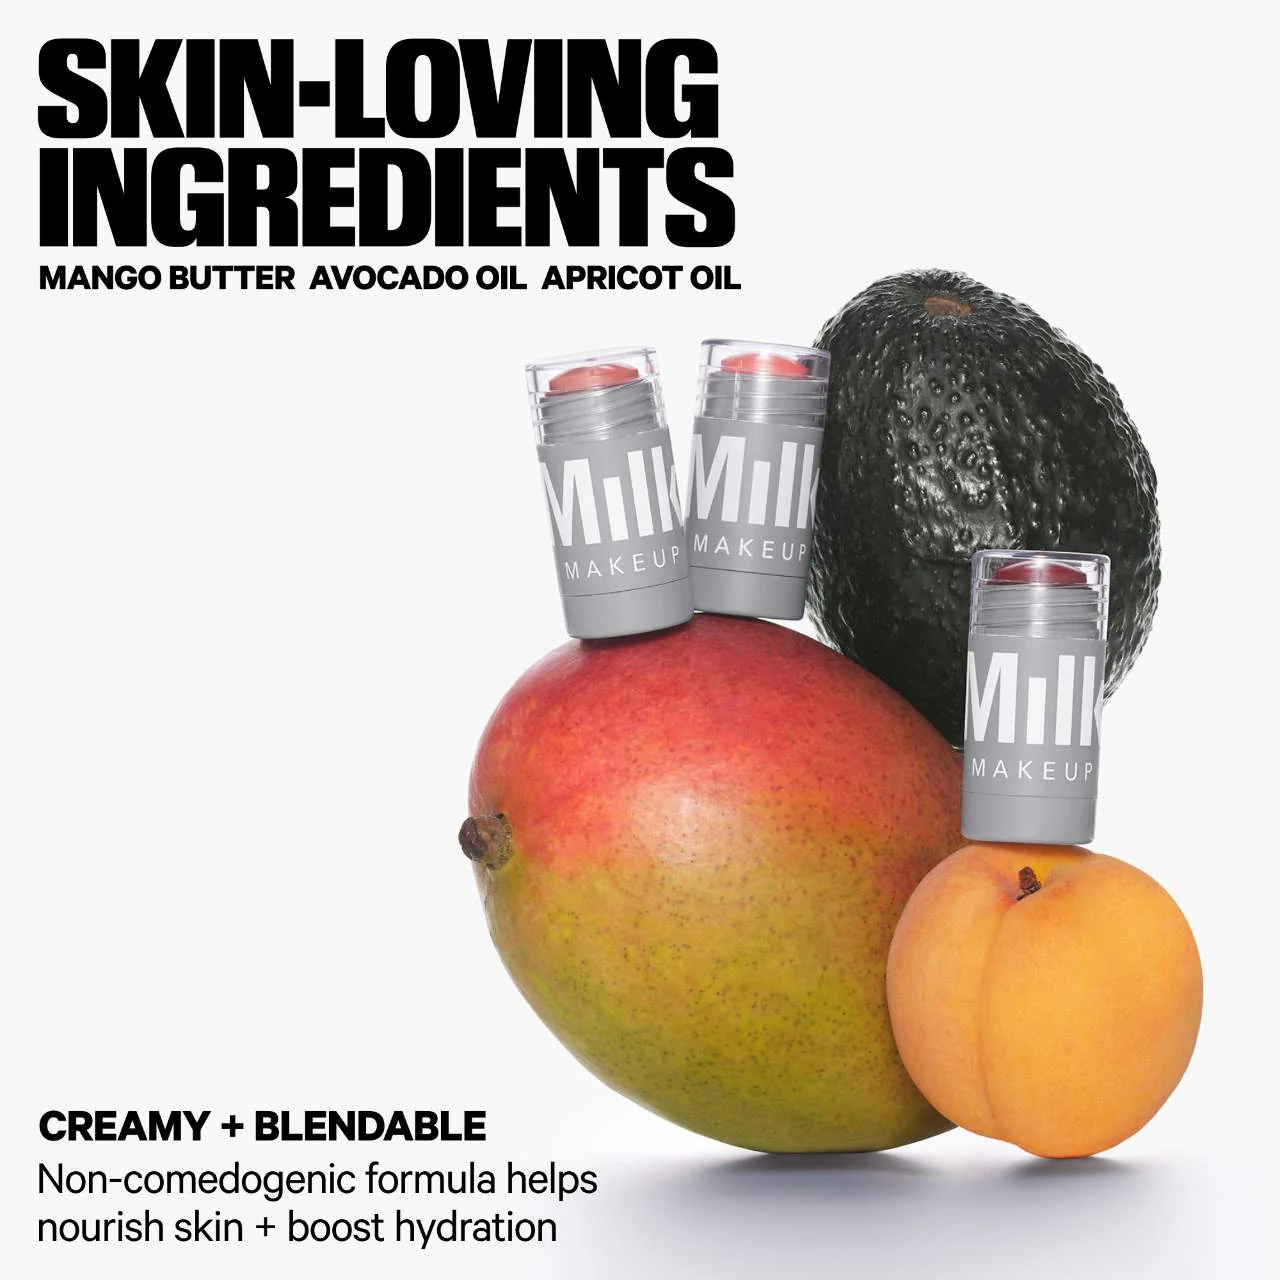 SKIN-LOVING
INGREDIENTS
MANGO BUTTER AVOCADO OIL APRICOT OIL
Milk
MAKEUP
Milk
MAKEUP
Milk
MAKEUP
CREAMY + BLENDABLE
Non-comedogenic formula helps
nourish skin + boost hydration